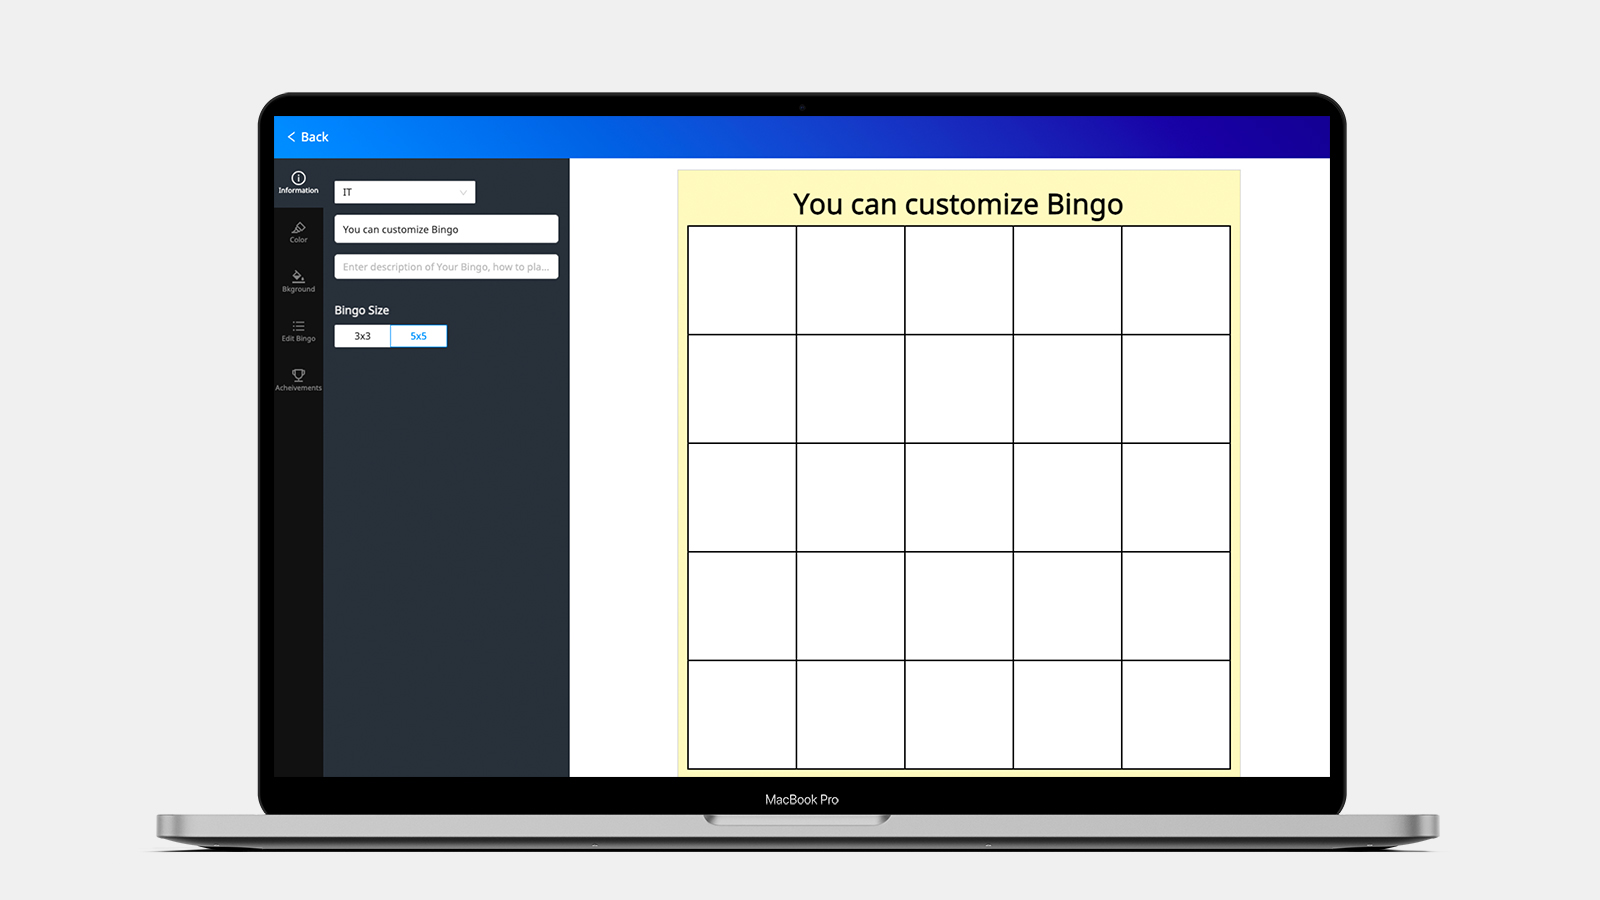 Back
Information
Color
Bkground
Edit Bingo
Acheivements
IT
You can customize Bingo
Enter description of Your Bingo, how to pla...
Bingo Size
3x3
5x5
You can customize Bingo
MacBook Pro